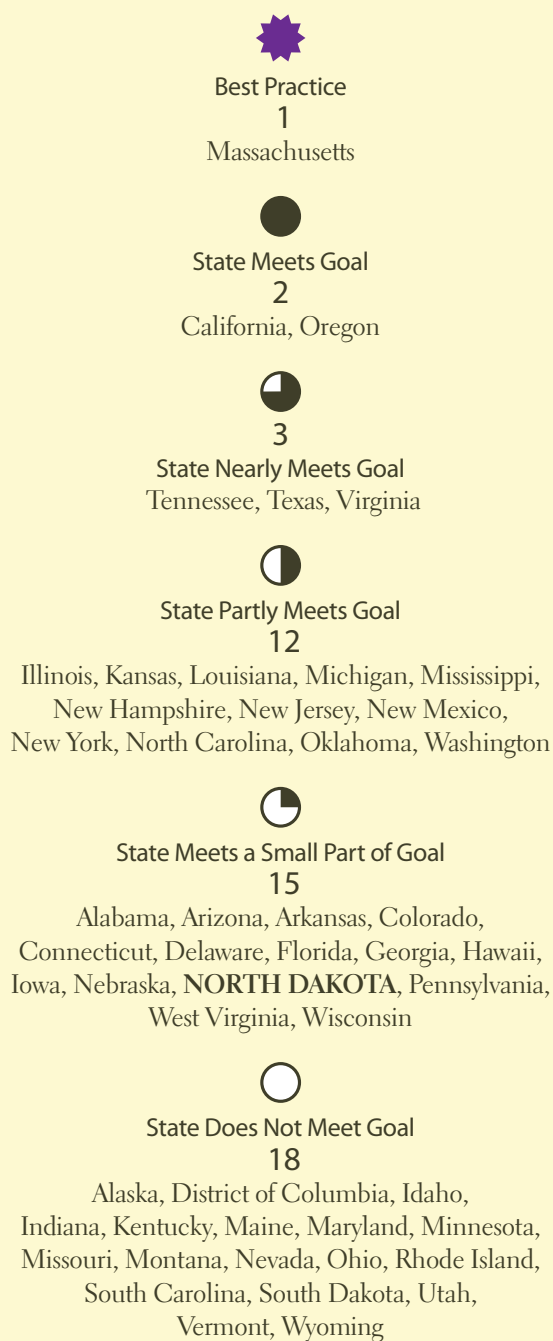 Best Practice
1
Massachusetts
State Meets Goal
2
California, Oregon
3
State Nearly Meets Goal
Tennessee, Texas, Virginia
State Partly Meets Goal
12
Illinois, Kansas, Louisiana, Michigan, Mississippi,
New Hampshire, New Jersey, New Mexico,
New York, North Carolina, Oklahoma, Washington
State Meets a Small Part of Goal
15
Alabama, Arizona, Arkansas, Colorado,
Connecticut, Delaware, Florida, Georgia, Hawaii,
Iowa, Nebraska, NORTH DAKOTA, Pennsylvania,
West Virginia, Wisconsin
State Does Not Meet Goal
18
Alaska, District of Columbia, Idaho,
Indiana, Kentucky, Maine, Maryland, Minnesota,
Missouri, Montana, Nevada, Ohio, Rhode Island,
South Carolina, South Dakota, Utah,
Vermont, Wyoming